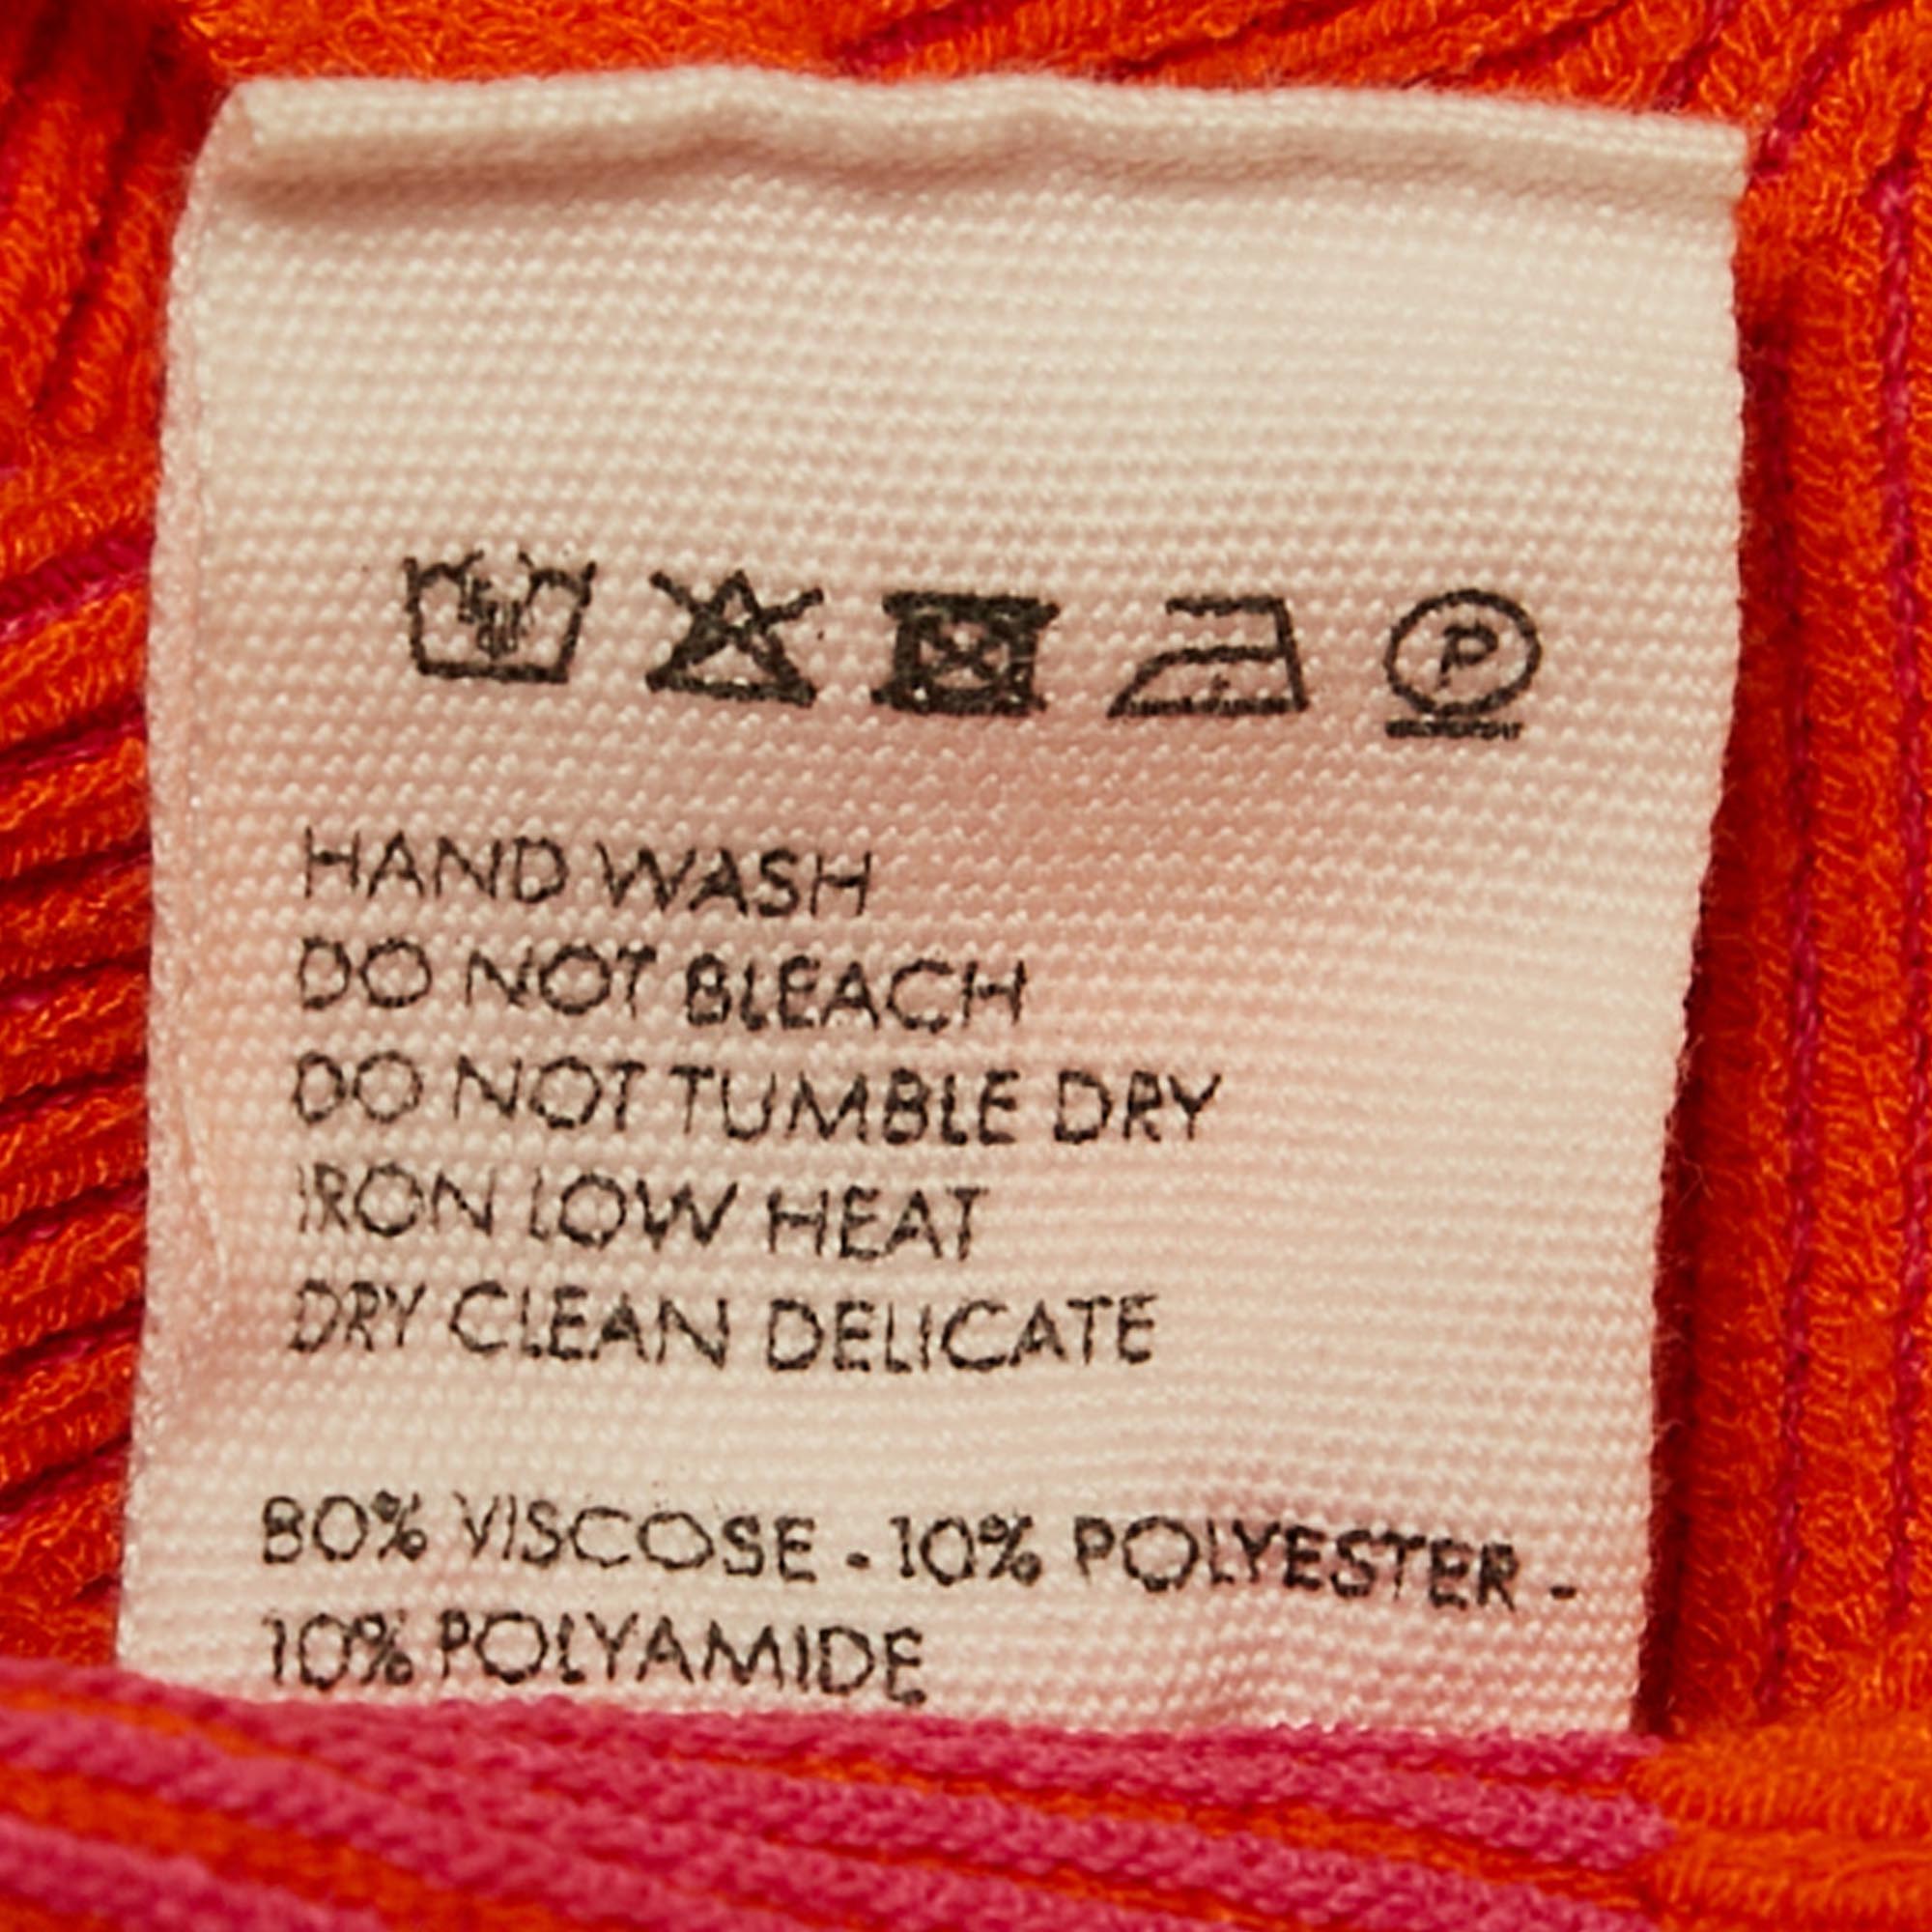 P
HAND WASH
DO NOT BLEACH
DO NOT TUMBLE DRY
IRON LOW HEAT
DRY CLEAN DELICATE
80% VISCOSE - 10% POLYESTER -
10% POLYAMIDE